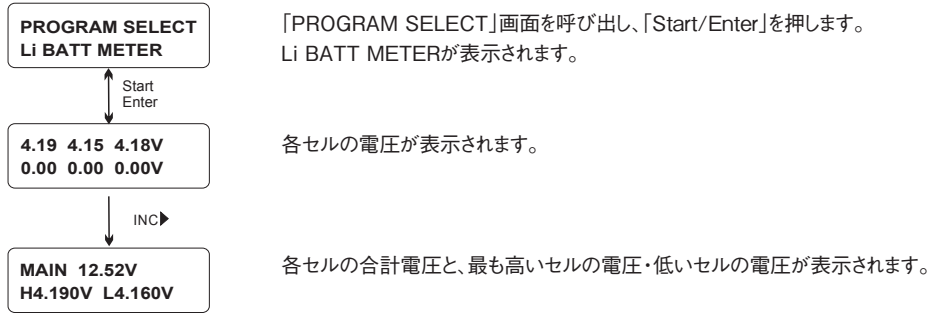 PROGRAM SELECT
Li BATT METER
「PROGRAM SELECT」画面を呼び出し、「Start/Enter」を押します。
Li BATT METERが表示されます。
Start
Enter
4.19 4.15 4.18V
0.00 0.00 0.00V
各セルの電圧が表示されます。
INC▶
MAIN 12.52V
H4.190V L4.160V
各セルの合計電圧と、最も高いセルの電圧・低いセルの電圧が表示されます。